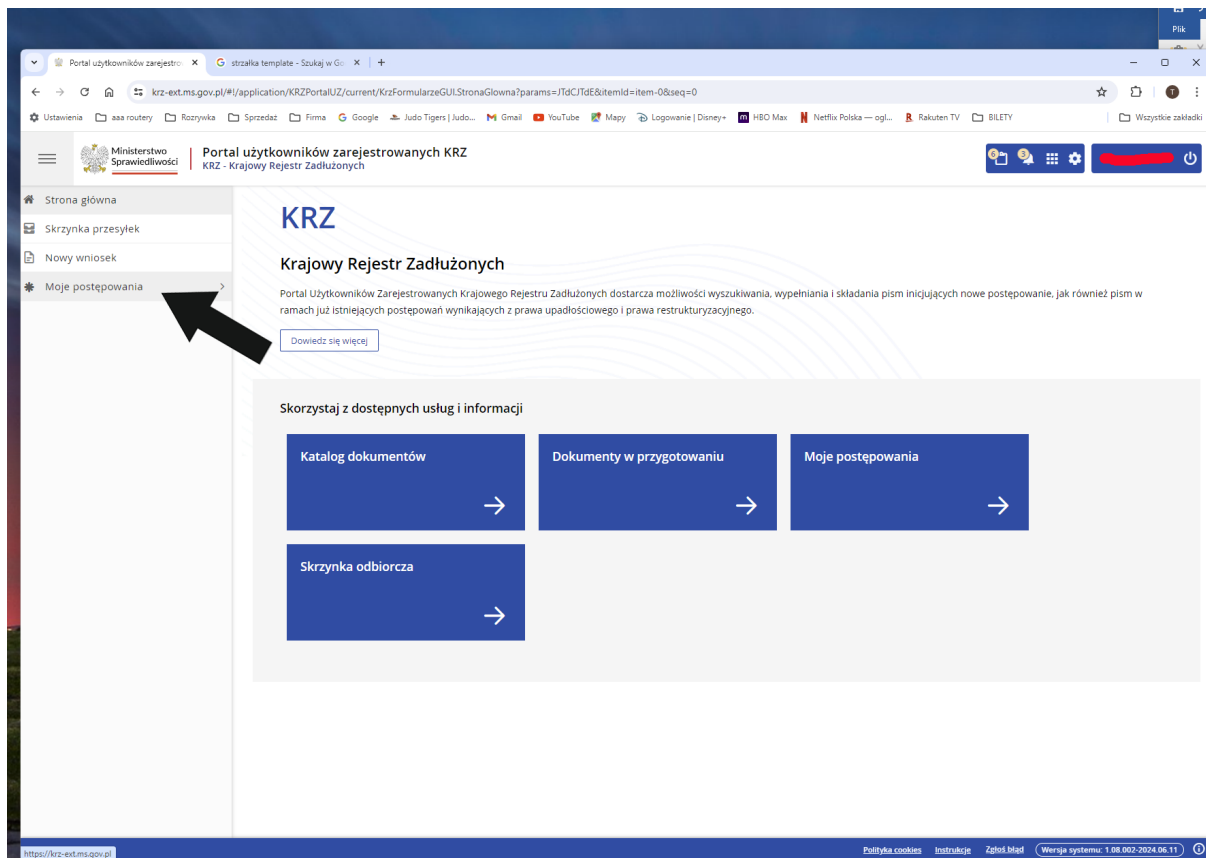 Plik
Portal użytkowników zarejestro
strzałka template - Szukaj w Go
krz-ext.ms.gov.pl/#!/application/KRZPortalUZ/current/KrzFormularzeGUI.StronaGlowna?params=JTdCJTdE&itemId=item-0&seq=0
Ustawienia aaa routery Rozrywka Sprzedaż Firma Google Judo Tigers | Judo... Gmail YouTube Mapy Logowanie | Disney+ HBO Max Netflix Polska — ogl... Rakuten TV BILETY Wszystkie zakładki
Ministerstwo
Sprawiedliwości
Portal użytkowników zarejestrowanych KRZ
KRZ - Krajowy Rejestr Zadłużonych
6 3
Strona główna
Skrzynka przesyłek
Nowy wniosek
Moje postępowania
KRZ
Krajowy Rejestr Zadłużonych
Portal Użytkowników Zarejestrowanych Krajowego Rejestru Zadłużonych dostarcza możliwości wyszukiwania, wypełniania i składania pism inicjujących nowe postępowanie, jak również pism w
ramach już istniejących postępowań wynikających z prawa upadłościowego i prawa restrukturyzacyjnego.
Dowiedz się więcej
Skorzystaj z dostępnych usług i informacji
Katalog dokumentów
Dokumenty w przygotowaniu
Moje postępowania
Skrzynka odbiorcza
https://krz-ext.ms.gov.pl
Polityka cookies Instrukcje Zgłoś błąd Wersja systemu: 1.08.002-2024.06.11